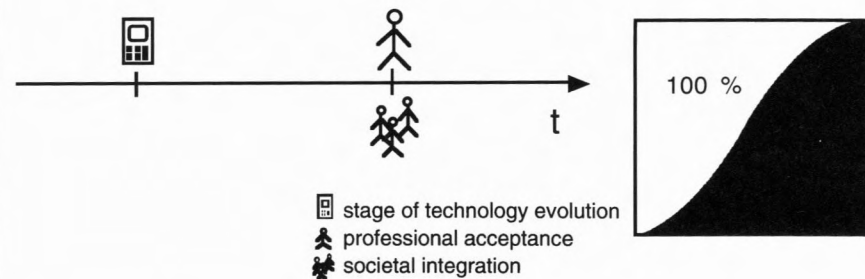 100 %
t
stage of technology evolution
professional acceptance
societal integration